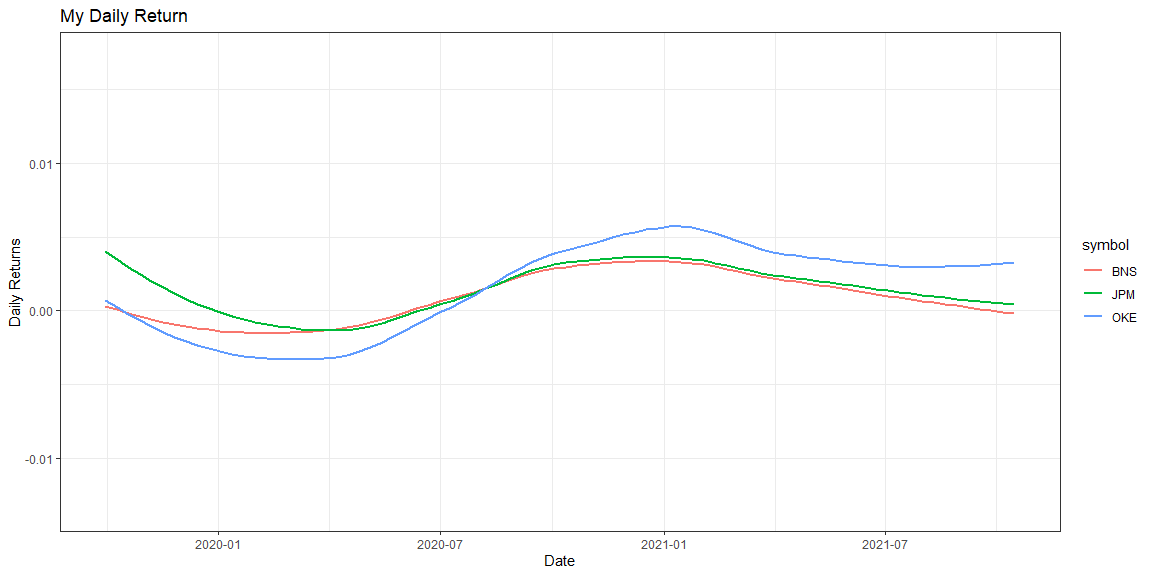 My Daily Return
Daily Returns
0.01
0.00
-0.01
2020-01
2020-07
2021-01
2021-07
Date
symbol
BNS
JPM
OKE